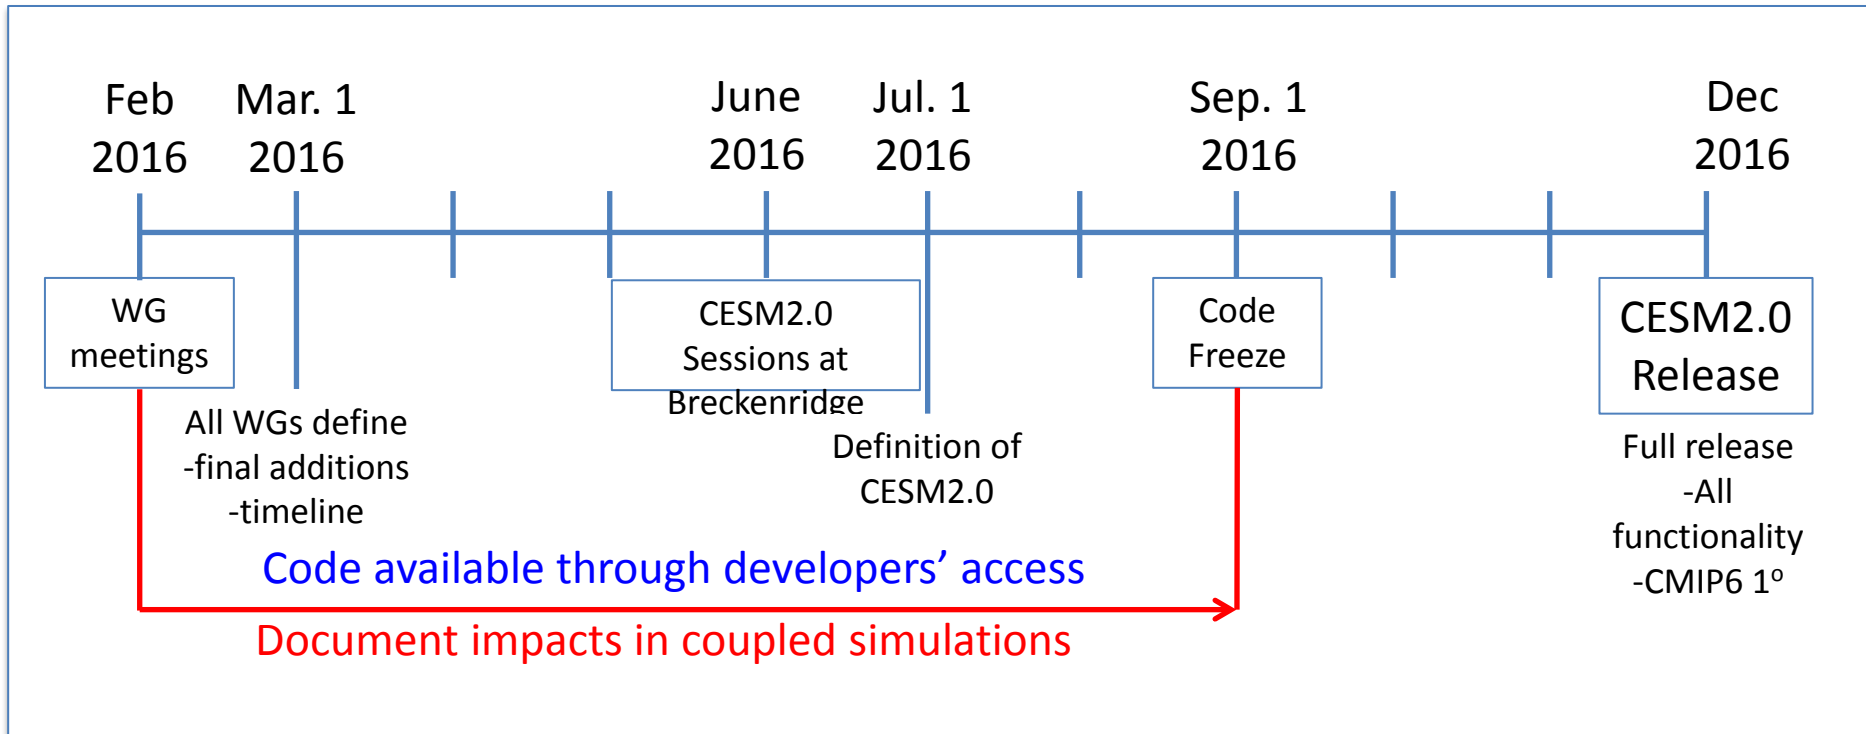 Feb
2016
Mar. 1
2016
June
2016
Jul. 1
2016
Sep. 1
2016
Dec
2016
WG
meetings
All WGs define
-final additions
-timeline
CESM2.0
Sessions at
Breckenridge
Definition of
CESM2.0
Code
Freeze
CESM2.0
Release
Full release
-All
functionality
-CMIP6 1º
Code available through developers’ access
Document impacts in coupled simulations